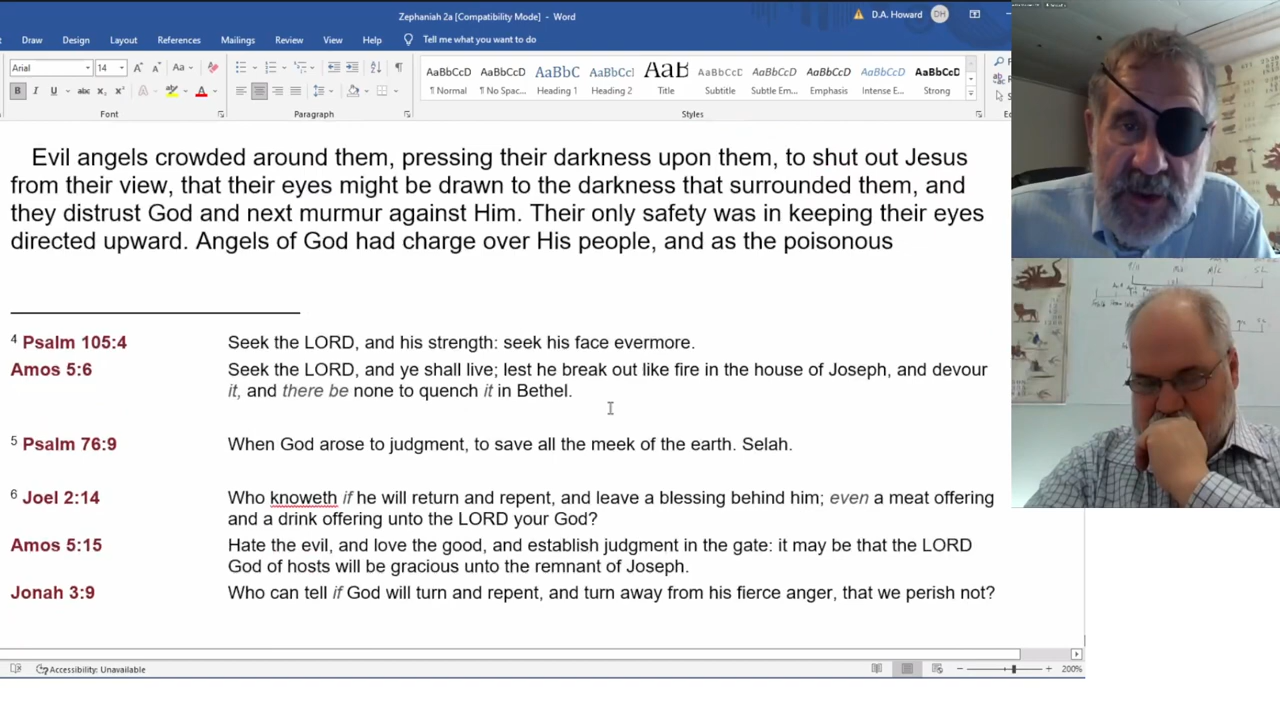 Zephaniah 2a [Compatibility Mode] - Word
D.A. Howard DH
Draw Design Layout References Mailings Review View Help Tell me what you want to do
Arial 14 Aa
AaBbCcD AaBbCcD AaBbC AaBbCcI AaB AaBbCcD AaBbCcD AaBbCcD AaBbCcD AaBbCcD
B I U abc x₂ x² A A
¶ Normal ¶ No Spac... Heading 1 Heading 2 Title Subtitle Subtle Em... Emphasis Intense E... Strong
Font Paragraph Styles
Evil angels crowded around them, pressing their darkness upon them, to shut out Jesus
from their view, that their eyes might be drawn to the darkness that surrounded them, and
they distrust God and next murmur against Him. Their only safety was in keeping their eyes
directed upward. Angels of God had charge over His people, and as the poisonous
4 Psalm 105:4 Seek the LORD, and his strength: seek his face evermore.
Amos 5:6 Seek the LORD, and ye shall live; lest he break out like fire in the house of Joseph, and devour
it, and there be none to quench it in Bethel.
5 Psalm 76:9 When God arose to judgment, to save all the meek of the earth. Selah.
6 Joel 2:14 Who knoweth if he will return and repent, and leave a blessing behind him; even a meat offering
and a drink offering unto the LORD your God?
Amos 5:15 Hate the evil, and love the good, and establish judgment in the gate: it may be that the LORD
God of hosts will be gracious unto the remnant of Joseph.
Jonah 3:9 Who can tell if God will turn and repent, and turn away from his fierce anger, that we perish not?
Accessibility: Unavailable
200%